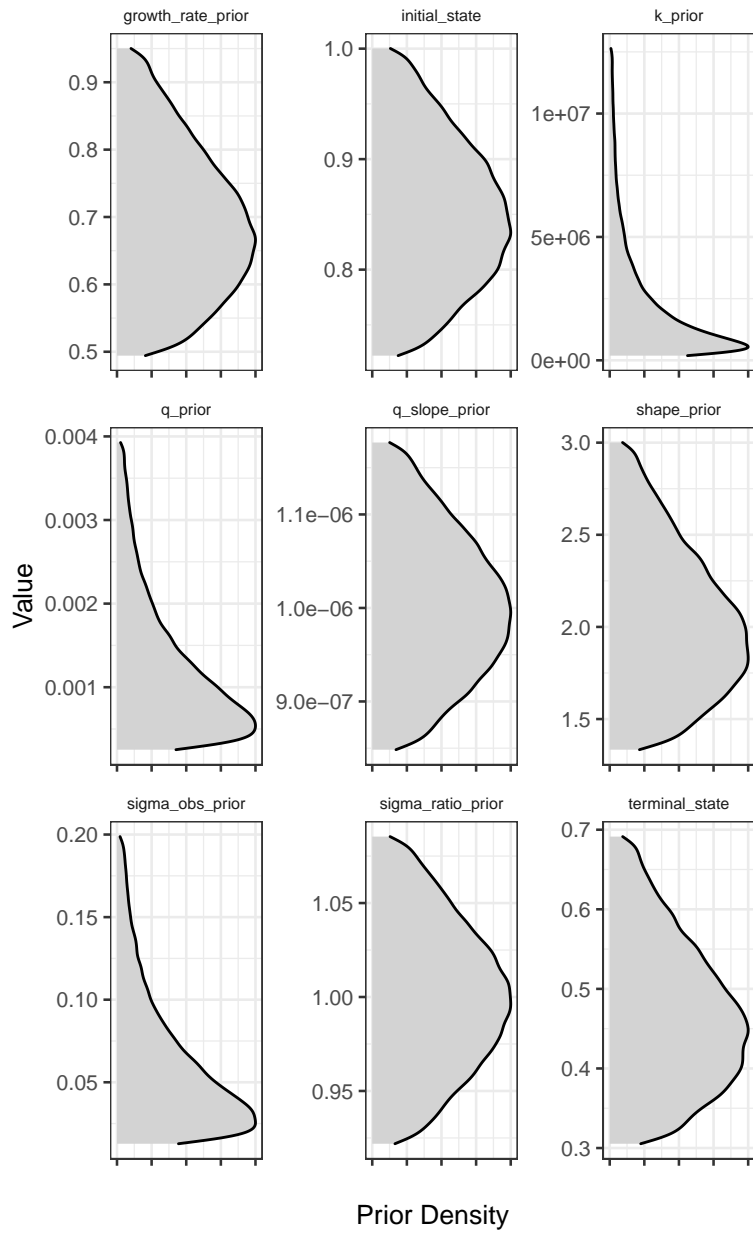 growth_rate_prior
initial_state
k_prior
0.9
0.8
0.7
0.6
0.5
1.0
0.9
0.8
1e+07
5e+06
0e+00
q_prior
q_slope_prior
shape_prior
0.004
0.003
0.002
0.001
1.1e−06
1.0e−06
9.0e−07
3.0
2.5
2.0
1.5
Value
sigma_obs_prior
sigma_ratio_prior
terminal_state
0.20
0.15
0.10
0.05
1.05
1.00
0.95
0.7
0.6
0.5
0.4
0.3
Prior Density